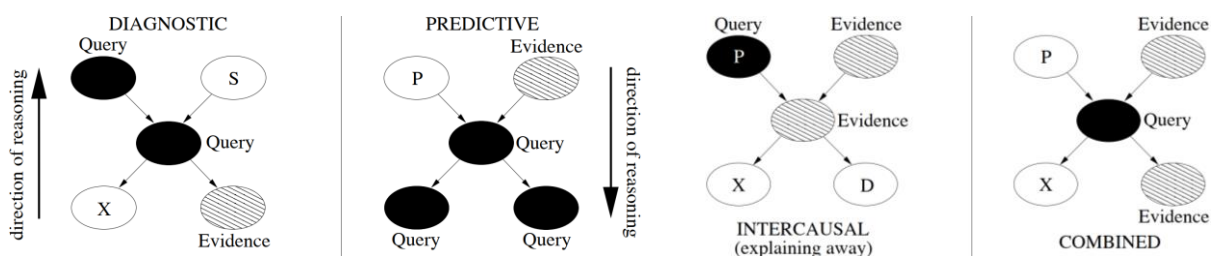 DIAGNOSTIC
Query
S
Query
X
Evidence
direction of reasoning
PREDICTIVE
Evidence
P
Query
Query
Query
direction of reasoning
Query
Evidence
P
Evidence
X
D
INTERCAUSAL
(explaining away)
Evidence
P
Query
X
Evidence
COMBINED